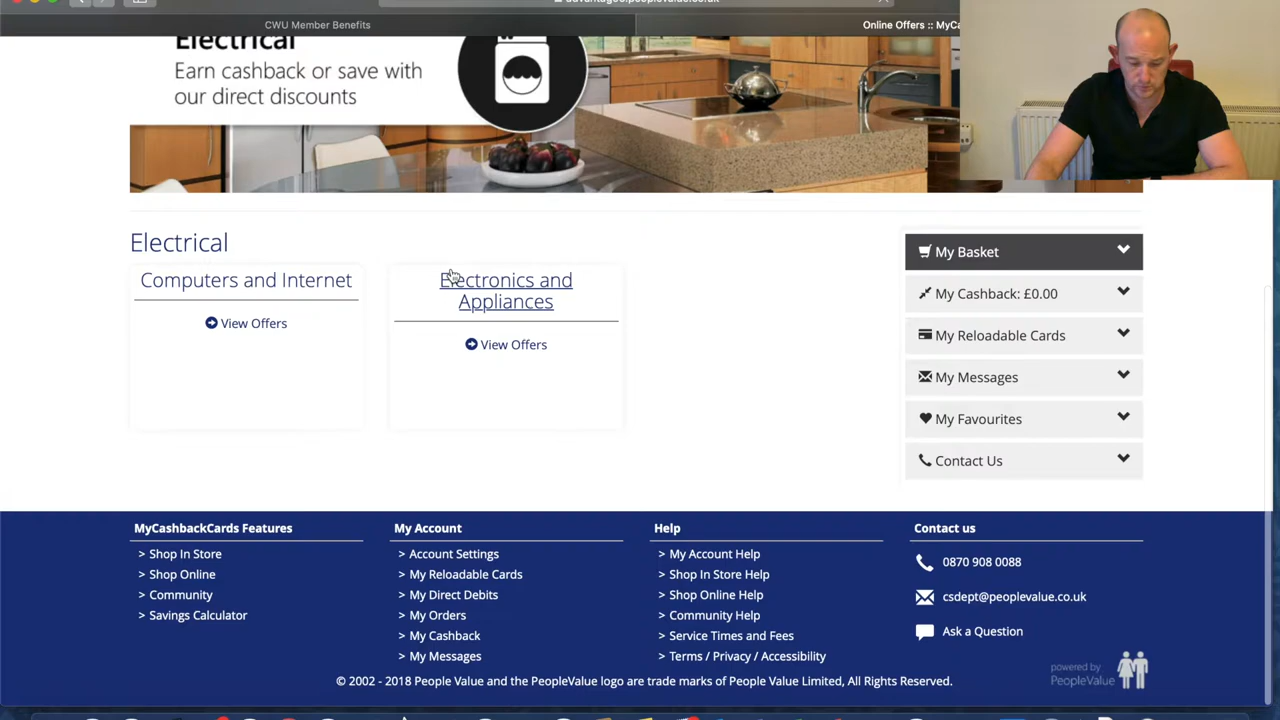 CWU Member Benefits
Online Offers :: MyCa
Electrical
Earn cashback or save with
our direct discounts
Electrical
Computers and Internet
View Offers
Electronics and
Appliances
View Offers
My Basket
My Cashback: £0.00
My Reloadable Cards
My Messages
My Favourites
Contact Us
MyCashbackCards Features
> Shop In Store
> Shop Online
> Community
> Savings Calculator
My Account
> Account Settings
> My Reloadable Cards
> My Direct Debits
> My Orders
> My Cashback
> My Messages
Help
> My Account Help
> Shop In Store Help
> Shop Online Help
> Community Help
> Service Times and Fees
> Terms / Privacy / Accessibility
Contact us
0870 908 0088
csdept@peoplevalue.co.uk
Ask a Question
powered by
PeopleValue
© 2002 - 2018 People Value and the PeopleValue logo are trade marks of People Value Limited, All Rights Reserved.